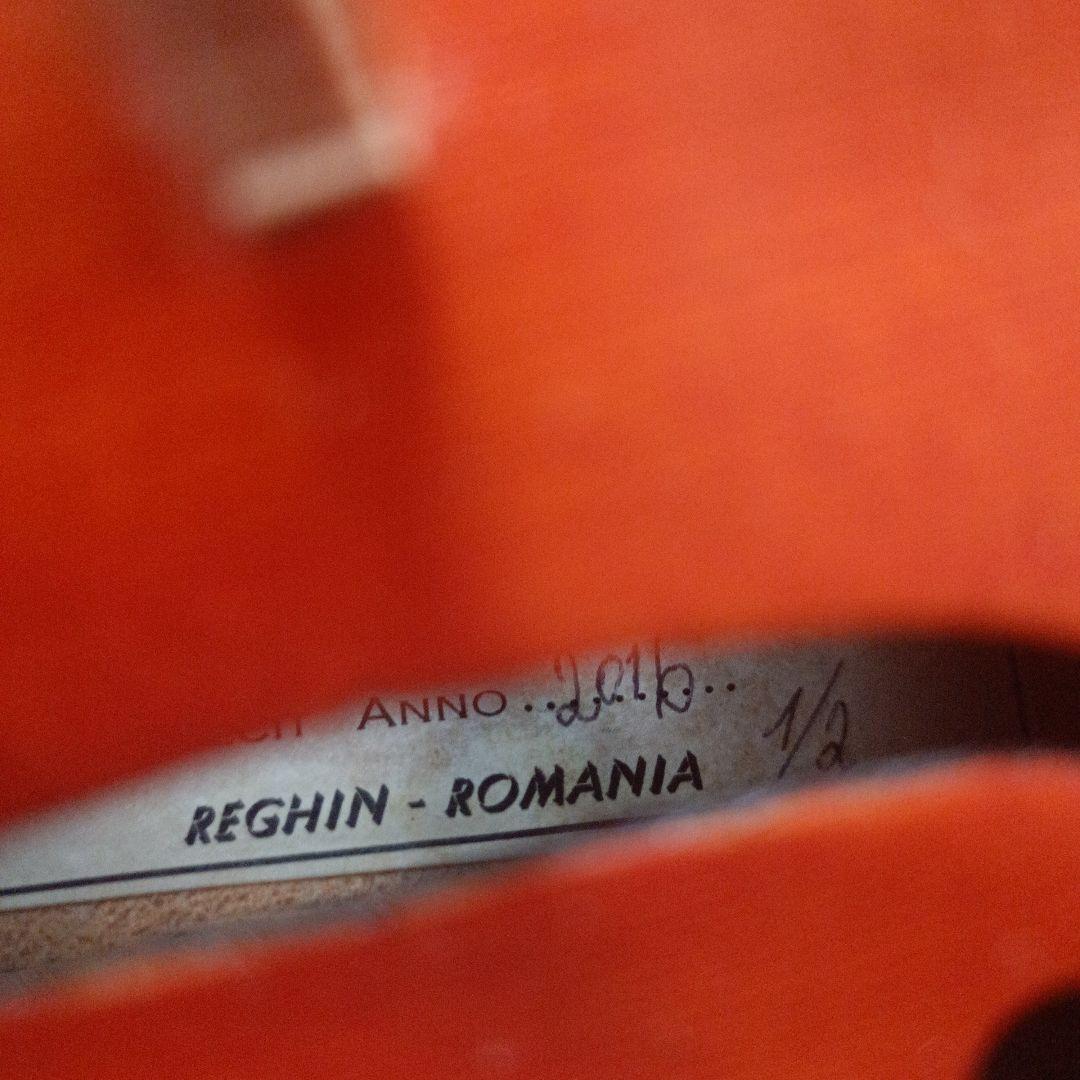 ANNO ..2016...
1/2
REGHIN - ROMANIA